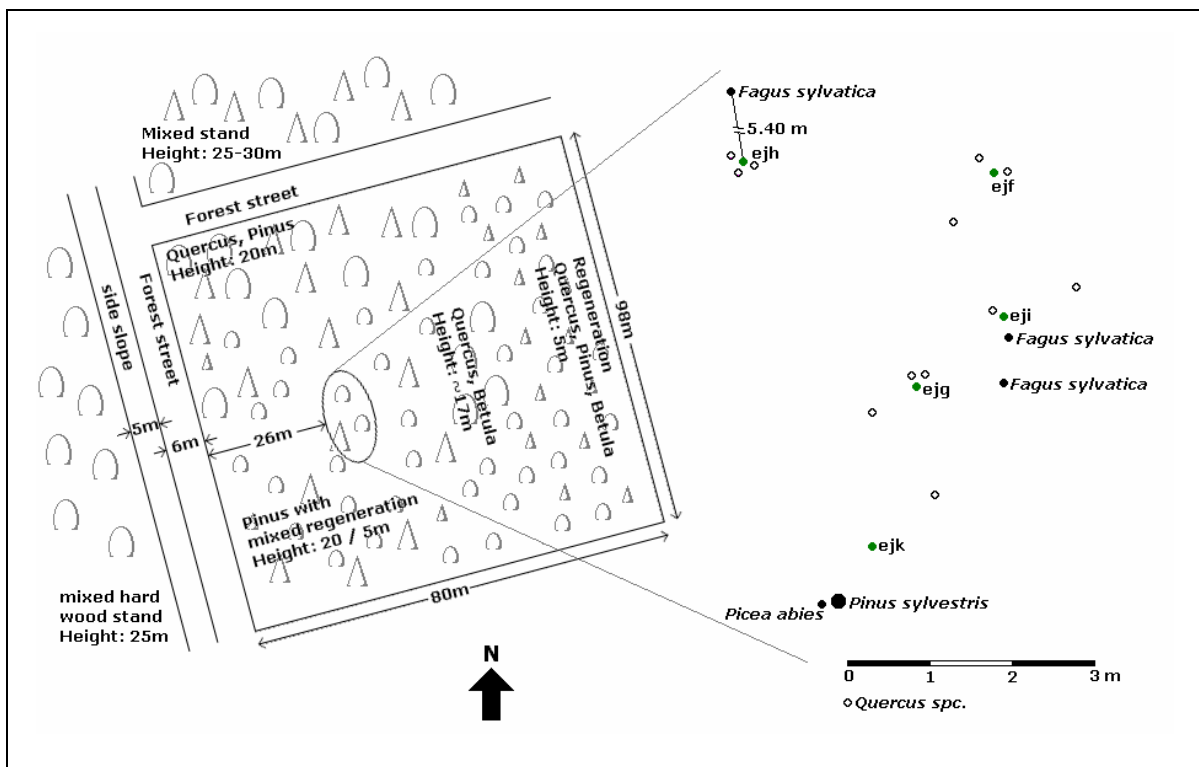 Mixed stand
Height: 25-30m
Forest street
Quercus, Pinus
Height: 20m
side slope
Forest street
Regeneration
Quercus, Pinus, Betula
Height: 5m
98m
Quercus, Betula
Height: ~17m
5m
6m
26m
Pinus with
mixed regeneration
Height: 20 / 5m
80m
mixed hard
wood stand
Height: 25m
N
Fagus sylvatica
5.40 m
ejh
ejf
eji
Fagus sylvatica
Fagus sylvatica
ejg
ejk
Picea abies
Pinus sylvestris
0 1 2 3 m
Quercus spc.